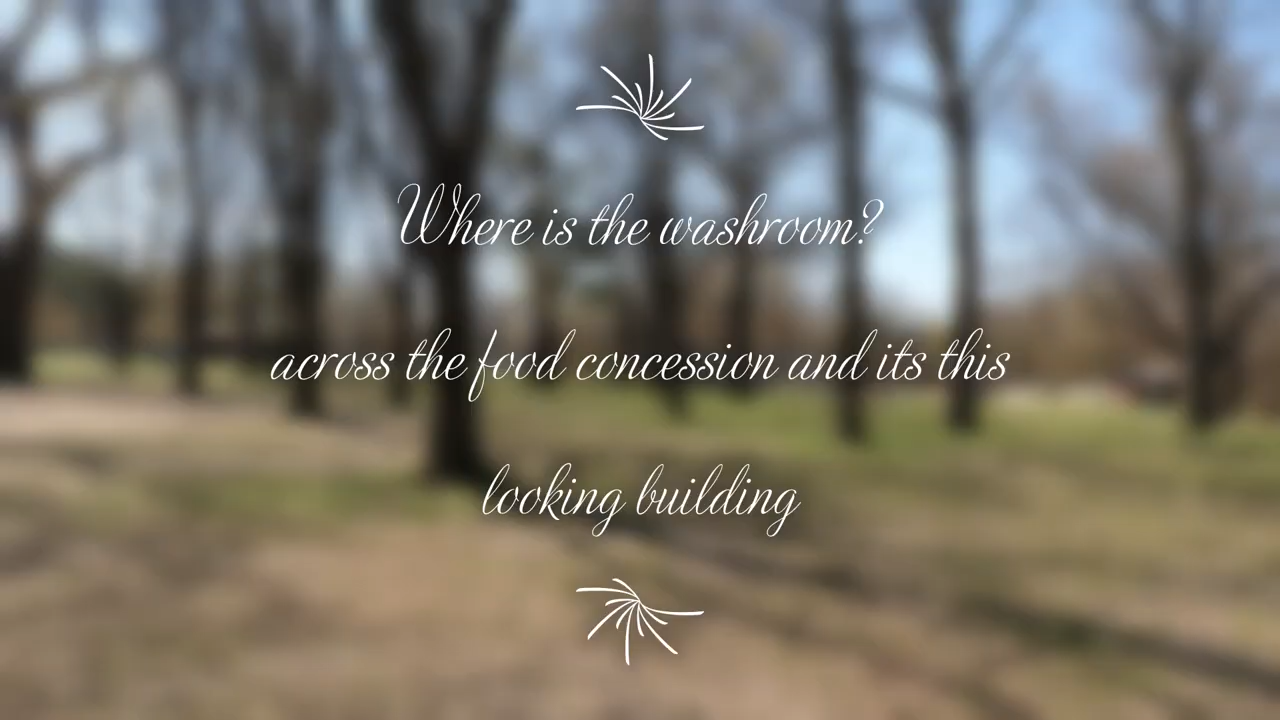 Where is the washroom?
across the food concession and its this
looking building